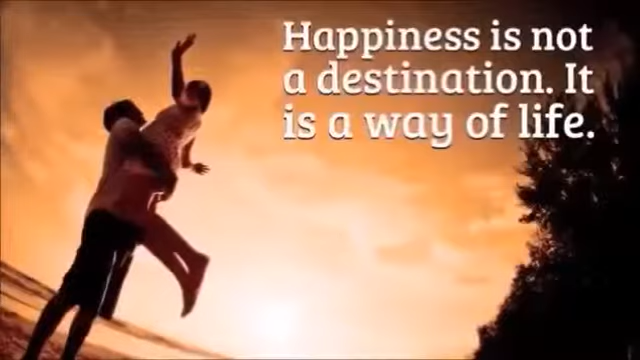 Happiness is not
a destination. It
is a way of life.